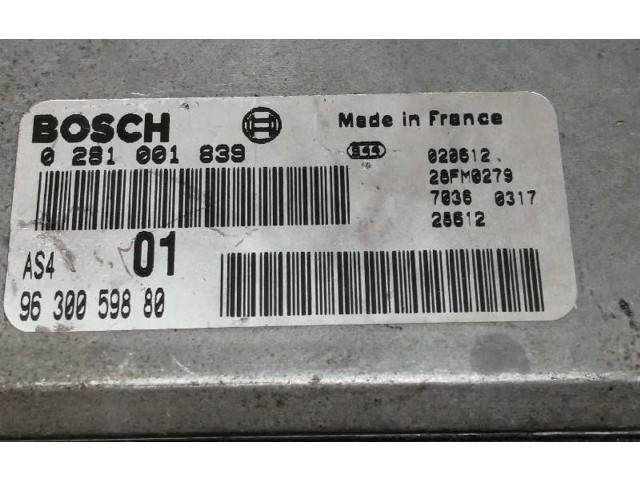 BOSCH
Made in France
0 281 001 839
020612
28FM0279
7036 0317
28612
AS4 01
96 300 598 80